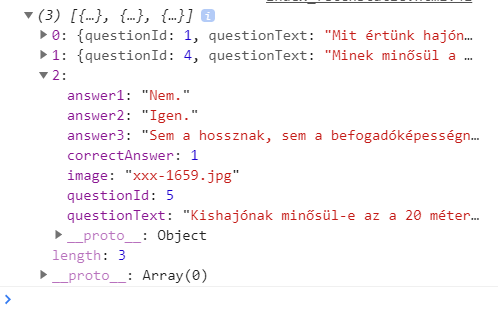 (3) [{…}, {…}, {…}] i
0: {questionId: 1, questionText: "Mit értünk hajón…
1: {questionId: 4, questionText: "Minek minősül a …
2:
answer1: "Nem."
answer2: "Igen."
answer3: "Sem a hossznak, sem a befogadóképességn…
correctAnswer: 1
image: "xxx-1659.jpg"
questionId: 5
questionText: "Kishajónak minősül-e az a 20 méter…
__proto__: Object
length: 3
__proto__: Array(0)